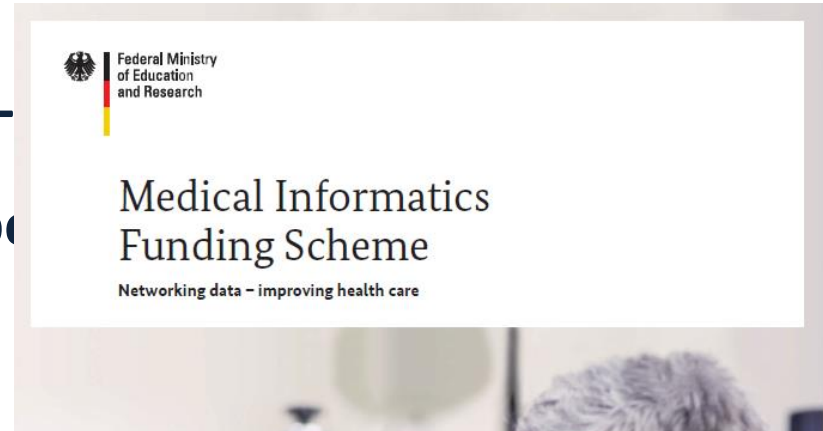 Federal Ministry
of Education
and Research
Medical Informatics
Funding Scheme
Networking data – improving health care